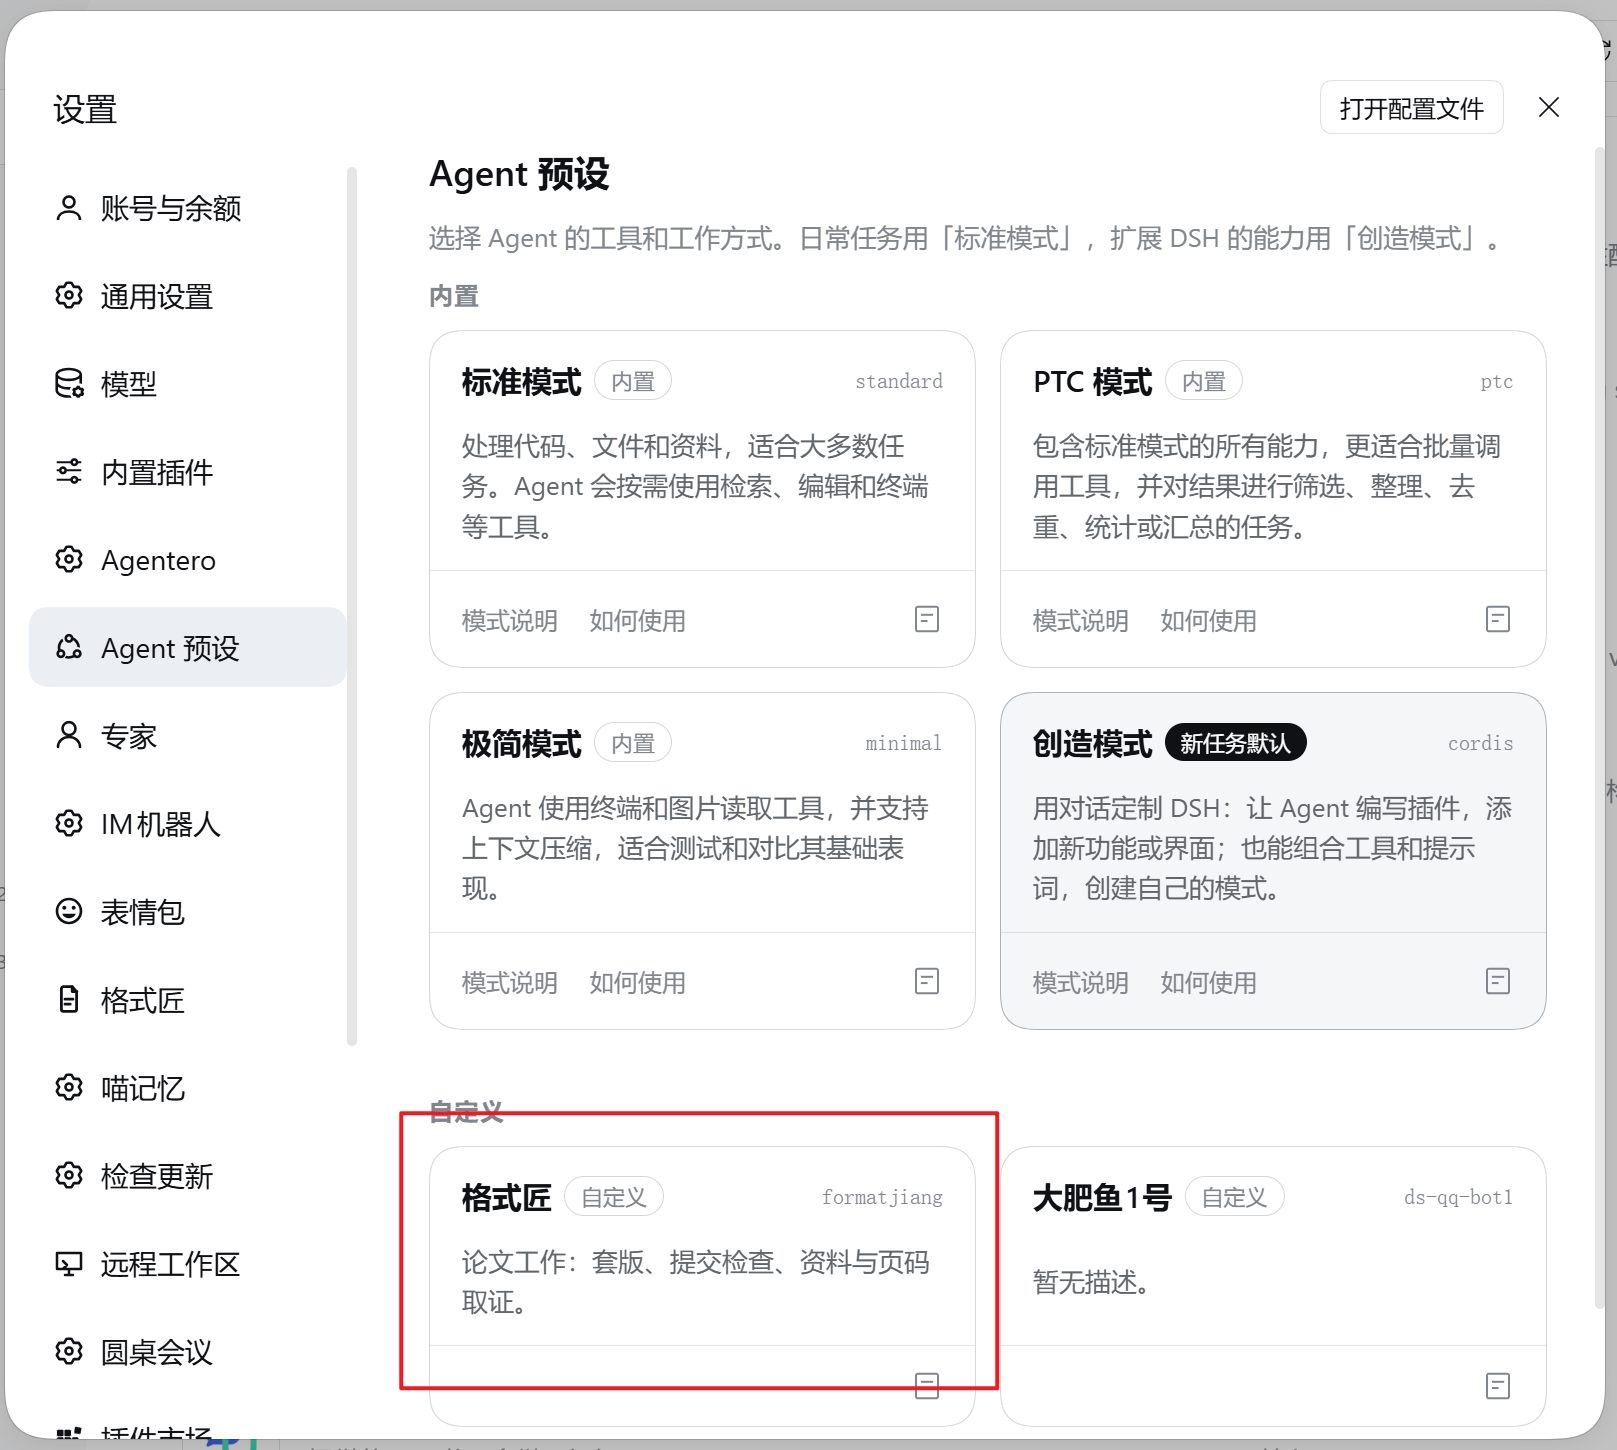 设置
打开配置文件
账号与余额
通用设置
模型
内置插件
Agentero
Agent 预设
专家
IM机器人
表情包
格式匠
喵记忆
检查更新
远程工作区
圆桌会议
插件市场
Agent 预设
选择 Agent 的工具和工作方式。日常任务用「标准模式」，扩展 DSH 的能力用「创造模式」。
内置
标准模式 内置 standard
处理代码、文件和资料，适合大多数任
务。Agent 会按需使用检索、编辑和终端
等工具。
模式说明 如何使用
PTC 模式 内置 ptc
包含标准模式的所有能力，更适合批量调
用工具，并对结果进行筛选、整理、去
重、统计或汇总的任务。
模式说明 如何使用
极简模式 内置 minimal
Agent 使用终端和图片读取工具，并支持
上下文压缩，适合测试和对比其基础表
现。
模式说明 如何使用
创造模式 新任务默认 cordis
用对话定制 DSH：让 Agent 编写插件，添
加新功能或界面；也能组合工具和提示
词，创建自己的模式。
模式说明 如何使用
自定义
格式匠 自定义 formatjiang
论文工作：套版、提交检查、资料与页码
取证。
大肥鱼1号 自定义 ds-qq-bot1
暂无描述。